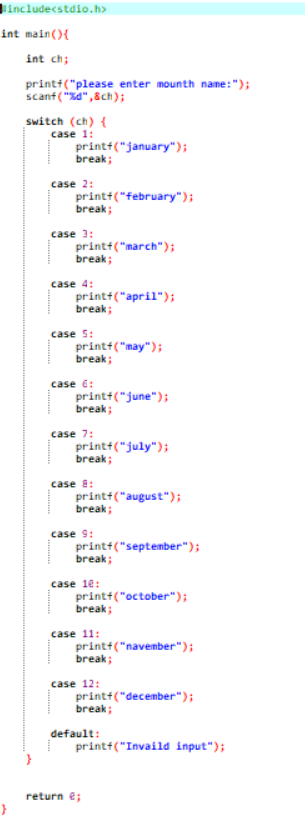 #include<stdio.h>
int main(){
int ch;
printf("please enter mounth name:");
scanf("%d",&ch);
switch (ch) {
case 1:
printf("january");
break;
case 2:
printf("february");
break;
case 3:
printf("march");
break;
case 4:
printf("april");
break;
case 5:
printf("may");
break;
case 6:
printf("june");
break;
case 7:
printf("july");
break;
case 8:
printf("august");
break;
case 9:
printf("september");
break;
case 10:
printf("october");
break;
case 11:
printf("navember");
break;
case 12:
printf("december");
break;
default:
printf("Invaild input");
}
return 0;
}